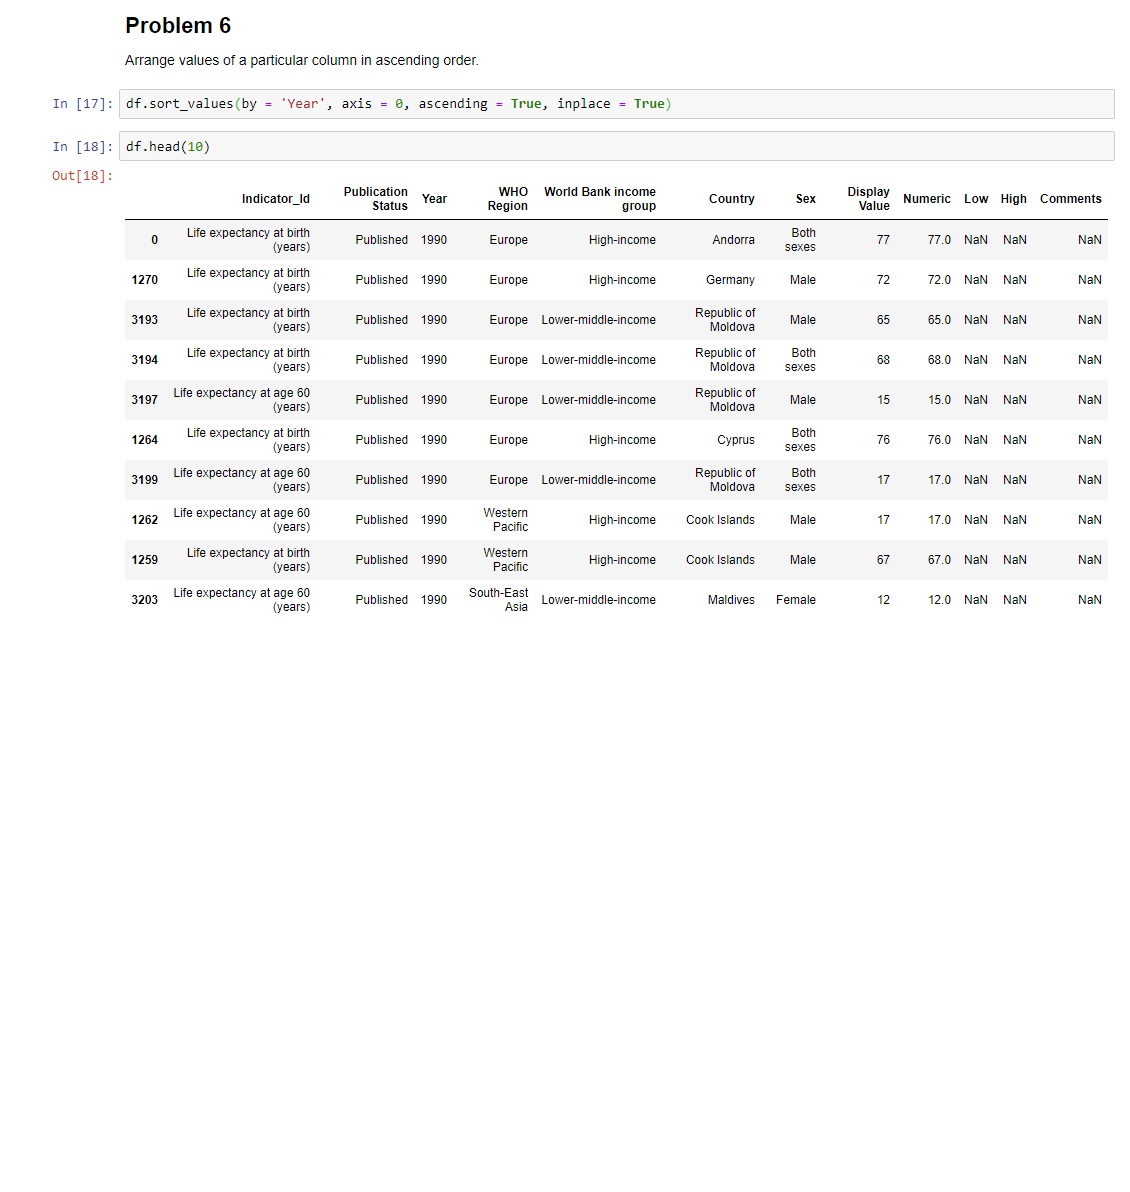 Problem 6
Arrange values of a particular column in ascending order.
In [17]: df.sort_values(by = 'Year', axis = 0, ascending = True, inplace = True)
In [18]: df.head(10)
Out[18]:
Indicator_Id Publication Status Year WHO Region World Bank income group Country Sex Display Value Numeric Low High Comments
0 Life expectancy at birth (years) Published 1990 Europe High-income Andorra Both sexes 77 77.0 NaN NaN NaN
1270 Life expectancy at birth (years) Published 1990 Europe High-income Germany Male 72 72.0 NaN NaN NaN
3193 Life expectancy at birth (years) Published 1990 Europe Lower-middle-income Republic of Moldova Male 65 65.0 NaN NaN NaN
3194 Life expectancy at birth (years) Published 1990 Europe Lower-middle-income Republic of Moldova Both sexes 68 68.0 NaN NaN NaN
3197 Life expectancy at age 60 (years) Published 1990 Europe Lower-middle-income Republic of Moldova Male 15 15.0 NaN NaN NaN
1264 Life expectancy at birth (years) Published 1990 Europe High-income Cyprus Both sexes 76 76.0 NaN NaN NaN
3199 Life expectancy at age 60 (years) Published 1990 Europe Lower-middle-income Republic of Moldova Both sexes 17 17.0 NaN NaN NaN
1262 Life expectancy at age 60 (years) Published 1990 Western Pacific High-income Cook Islands Male 17 17.0 NaN NaN NaN
1259 Life expectancy at birth (years) Published 1990 Western Pacific High-income Cook Islands Male 67 67.0 NaN NaN NaN
3203 Life expectancy at age 60 (years) Published 1990 South-East Asia Lower-middle-income Maldives Female 12 12.0 NaN NaN NaN